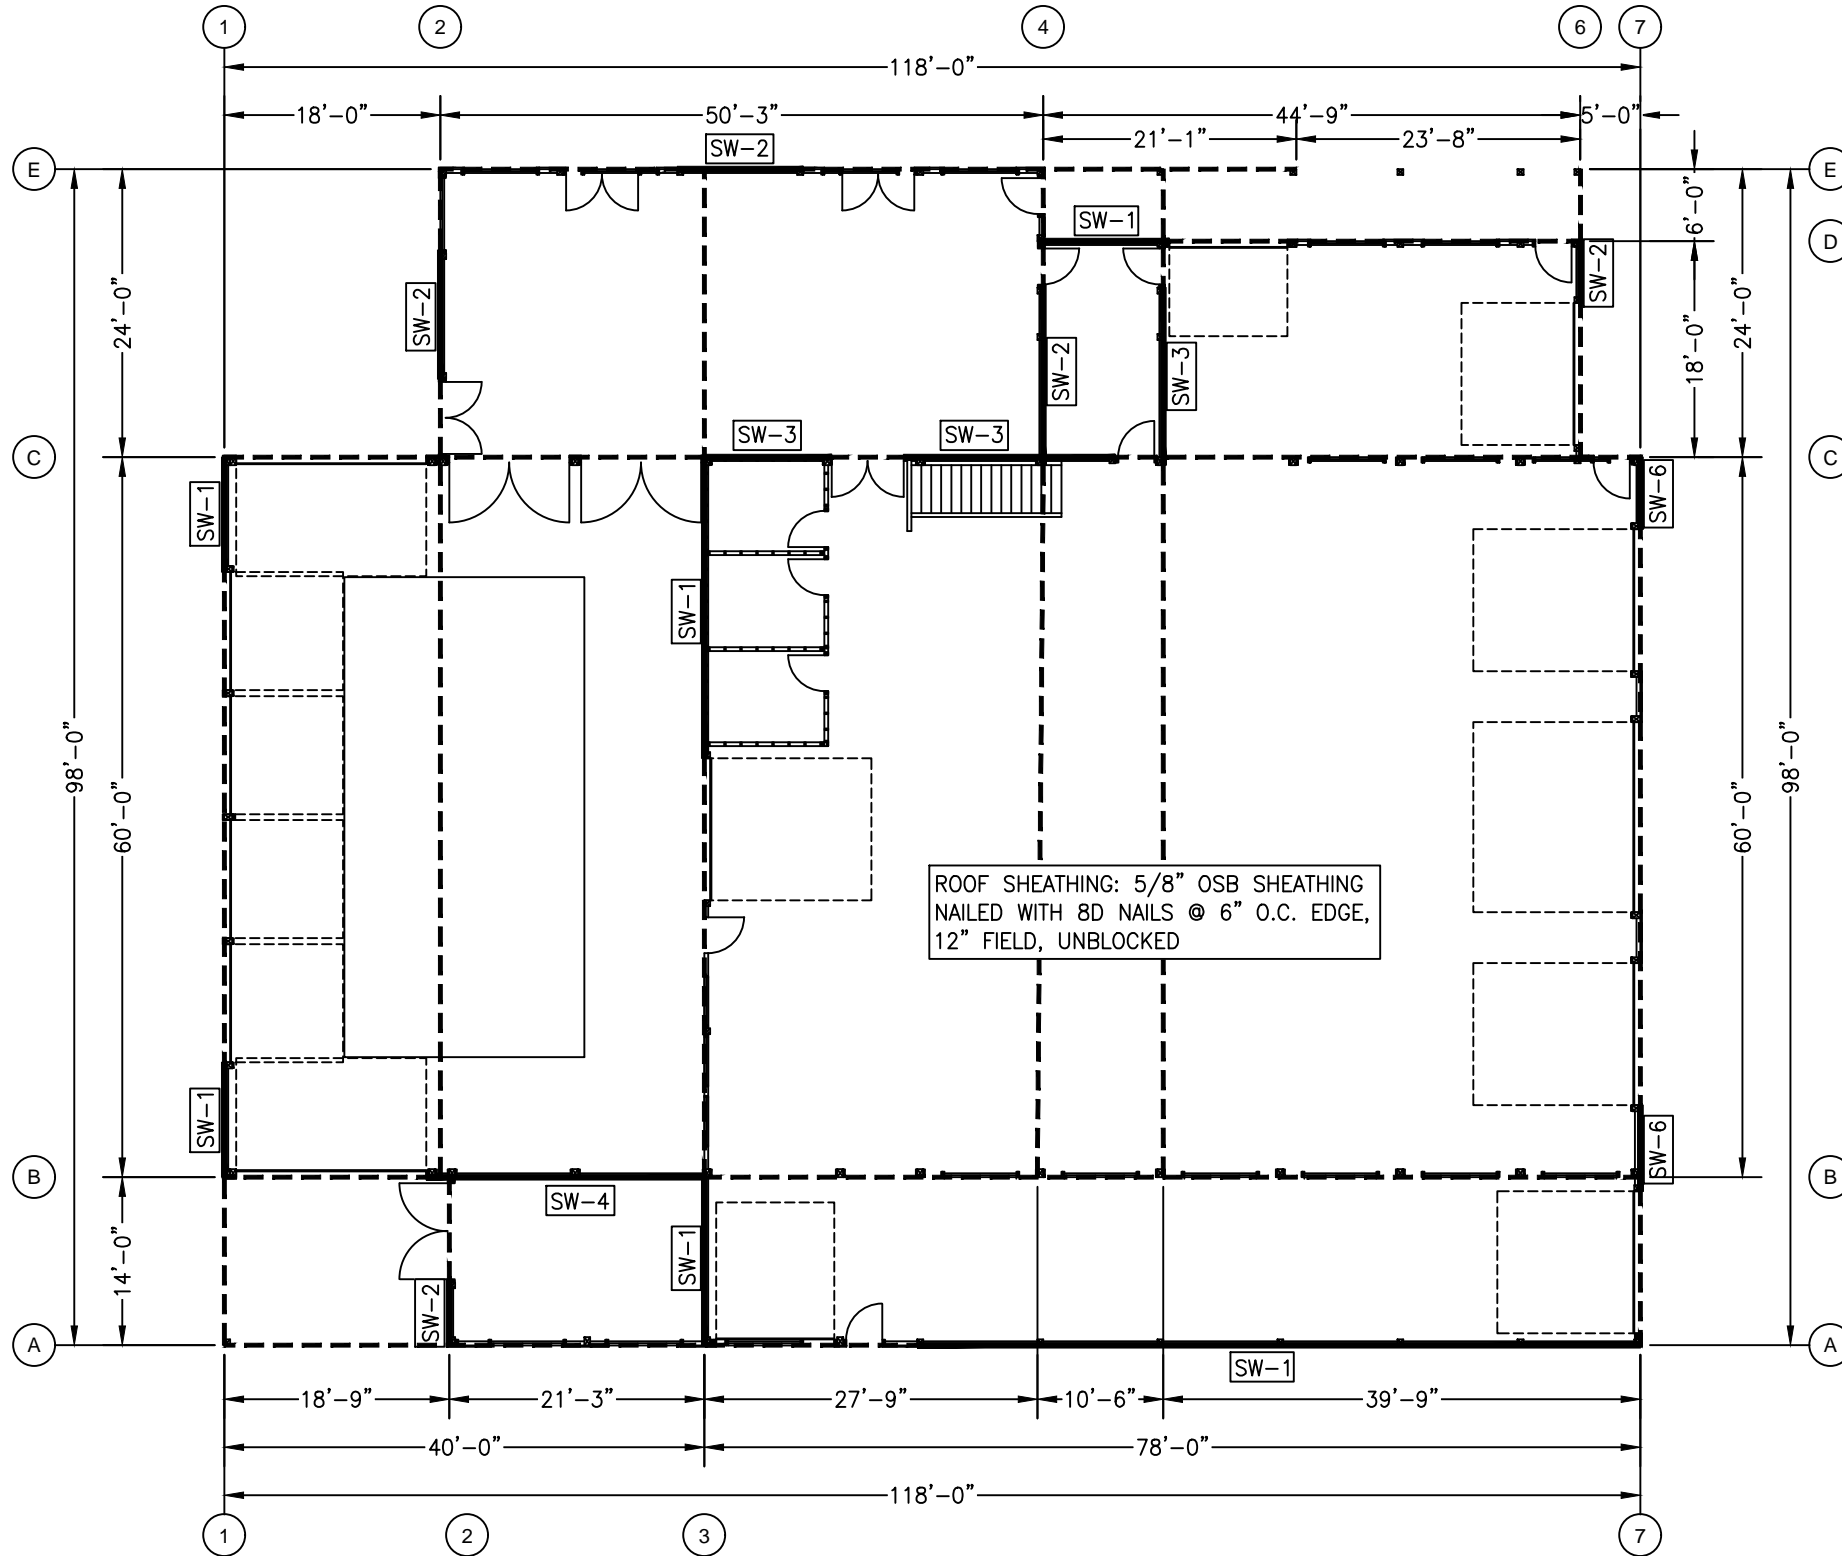 1 2 4 6 7
118'-0"
18'-0" 50'-3" 44'-9" 5'-0"
21'-1" 23'-8"
SW-2
E E
6'-0"
SW-1
D
SW-2
SW-2
24'-0" 18'-0" 24'-0"
SW-2 SW-3
SW-3 SW-3
C C
SW-1 SW-6
SW-1
98'-0" 98'-0"
60'-0" 60'-0"
ROOF SHEATHING: 5/8" OSB SHEATHING
NAILED WITH 8D NAILS @ 6" O.C. EDGE,
12" FIELD, UNBLOCKED
SW-1 SW-6
B B
SW-4
14'-0" SW-1
SW-2
A A
SW-1
18'-9" 21'-3" 27'-9" 10'-6" 39'-9"
40'-0" 78'-0"
118'-0"
1 2 3 7